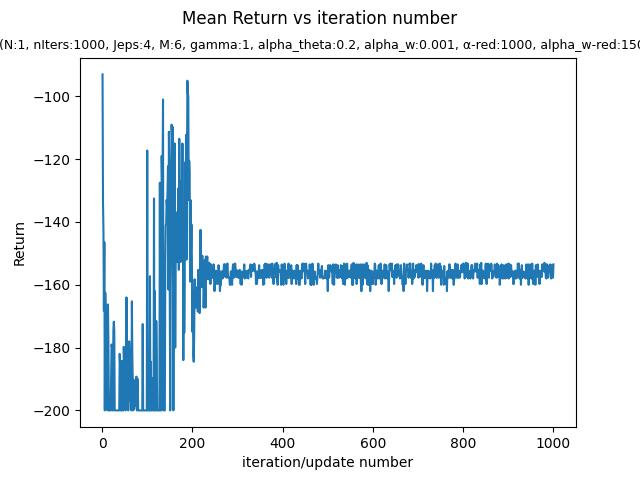 Mean Return vs iteration number
(N:1, nIters:1000, Jeps:4, M:6, gamma:1, alpha_theta:0.2, alpha_w:0.001, α-red:1000, alpha_w-red:150
−100
−120
−140
−160
−180
−200
Return
0 200 400 600 800 1000
iteration/update number